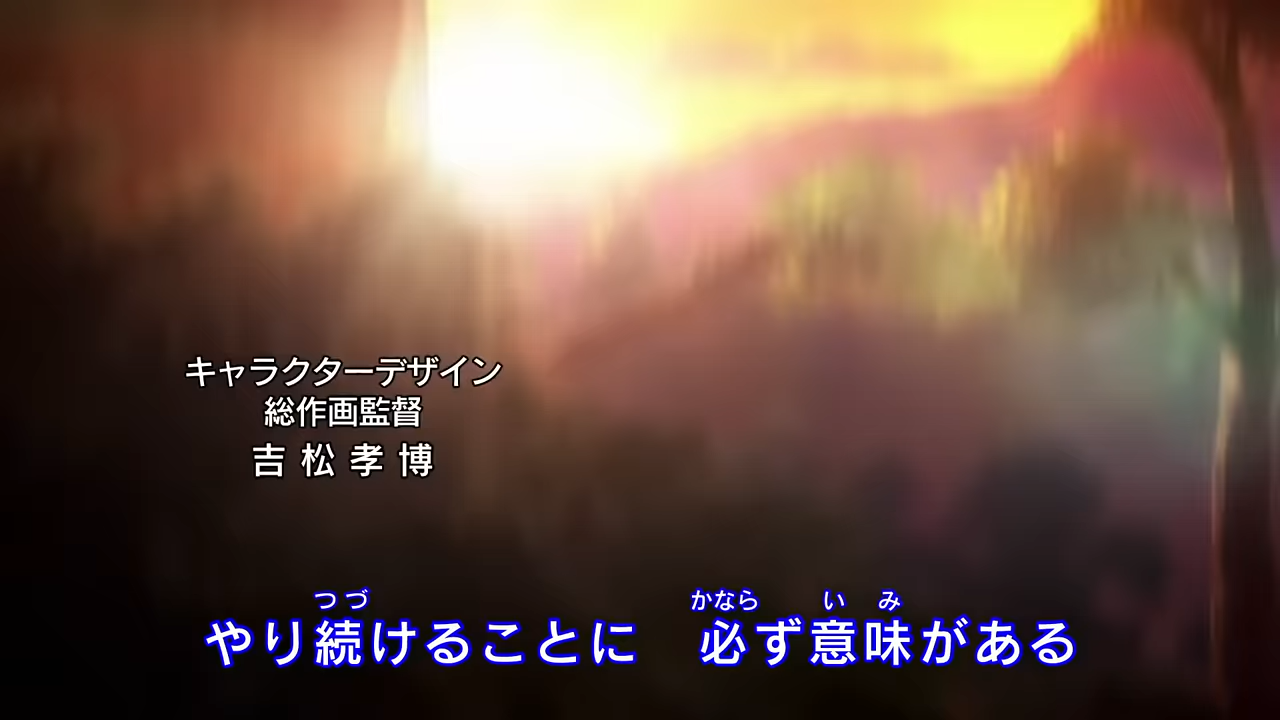 キャラクターデザイン
総作画監督
吉松孝博
つづ かなら いみ
やり続けることに 必ず意味がある